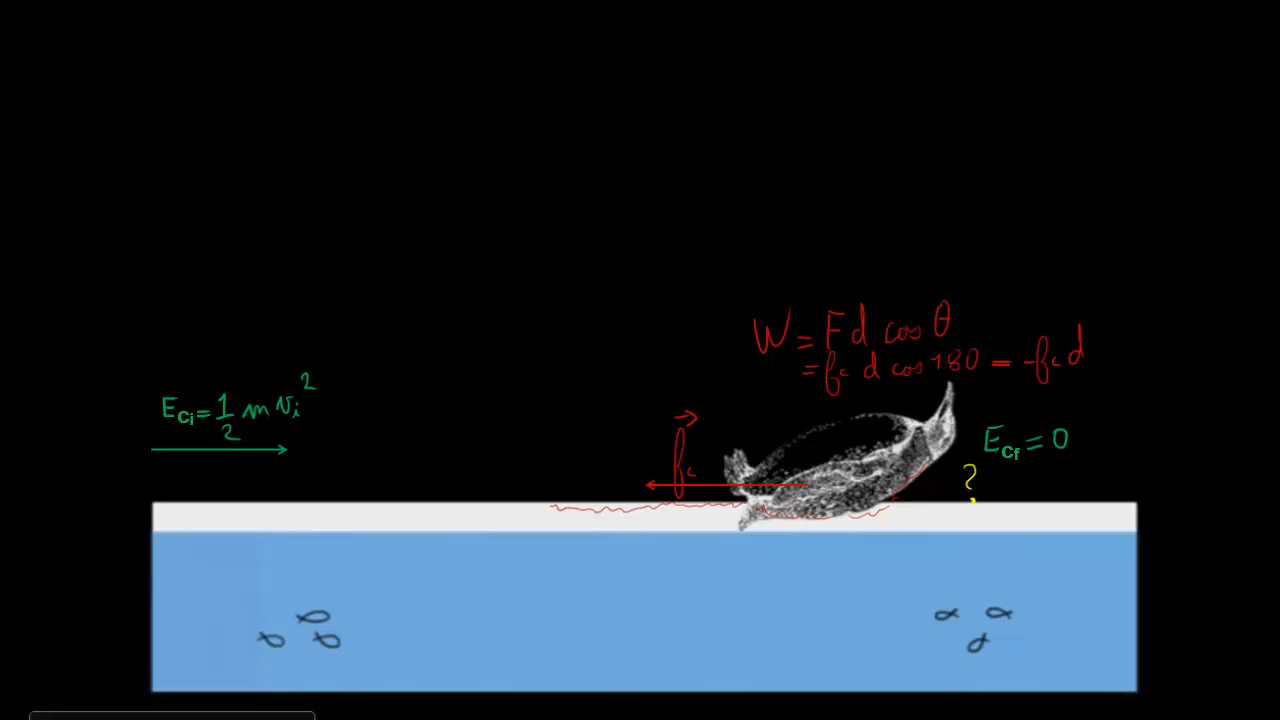 W = F d cos θ
= fc d cos 180 = -fc d
ECi = 1/2 m vi²
fc
ECf = 0
?